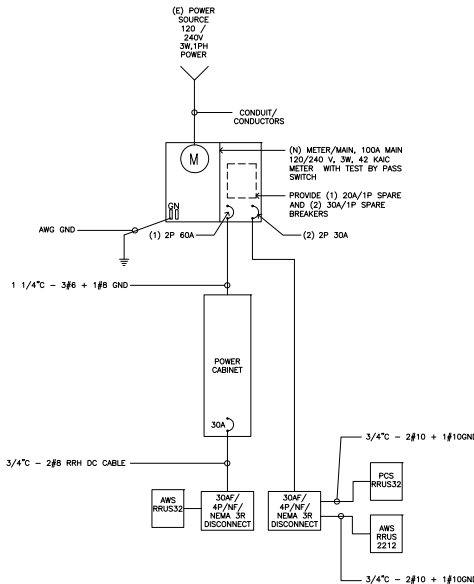 (E) POWER
SOURCE
120 /
240V
3W,1PH
POWER
CONDUIT/
CONDUCTORS
M
(N) METER/MAIN, 100A MAIN
120/240 V, 3W, 42 KAIC
METER WITH TEST BY PASS
SWITCH
PROVIDE (1) 20A/1P SPARE
AND (2) 30A/1P SPARE
BREAKERS
GN
AWG GND
(1) 2P 60A
(2) 2P 30A
1 1/4"C - 3#6 + 1#8 GND
POWER
CABINET
30A
3/4"C - 2#8 RRH DC CABLE
3/4"C - 2#10 + 1#10GND
AWS
RRUS32
30AF/
4P/NF/
NEMA 3R
DISCONNECT
30AF/
4P/NF/
NEMA 3R
DISCONNECT
PCS
RRUS32
AWS
RRUS
2212
3/4"C - 2#10 + 1#10GND